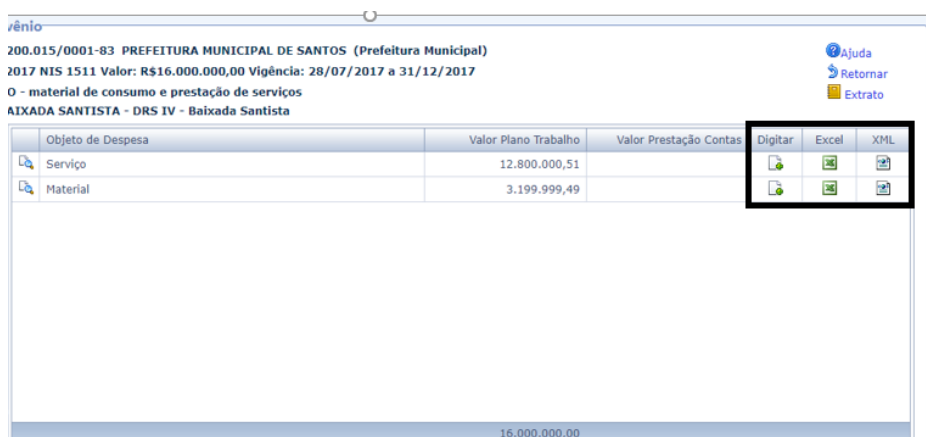 vênio
200.015/0001-83 PREFEITURA MUNICIPAL DE SANTOS (Prefeitura Municipal)
2017 NIS 1511 Valor: R$16.000.000,00 Vigência: 28/07/2017 a 31/12/2017
O - material de consumo e prestação de serviços
AIXADA SANTISTA - DRS IV - Baixada Santista
Ajuda
Retornar
Extrato
Objeto de Despesa Valor Plano Trabalho Valor Prestação Contas Digitar Excel XML
Serviço 12.800.000,51
Material 3.199.999,49
16.000.000,00